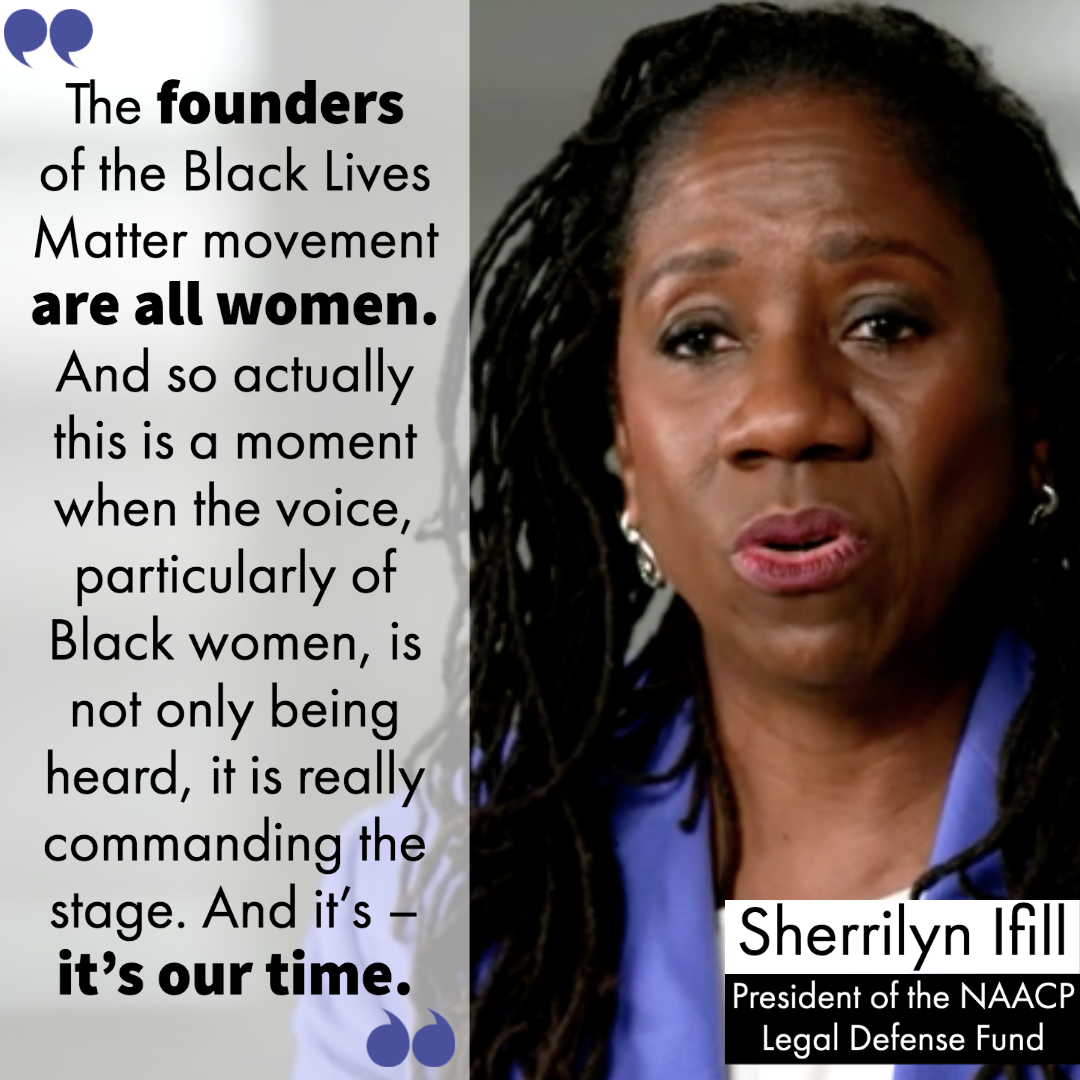 The founders
of the Black Lives
Matter movement
are all women.
And so actually
this is a moment
when the voice,
particularly of
Black women, is
not only being
heard, it is really
commanding the
stage. And it’s –
it’s our time.
Sherrilyn Ifill
President of the NAACP
Legal Defense Fund